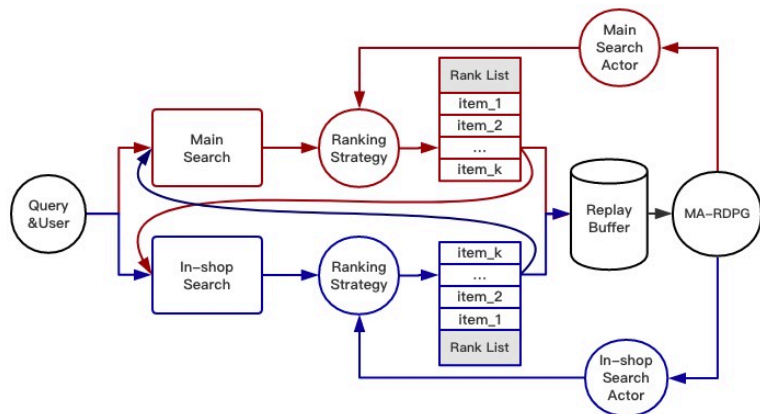 Main
Search
Actor
Rank List
item_1
item_2
...
item_k
Main
Search
Ranking
Strategy
Query
&User
Replay
Buffer
MA-RDPG
In-shop
Search
Ranking
Strategy
item_k
...
item_2
item_1
Rank List
In-shop
Search
Actor